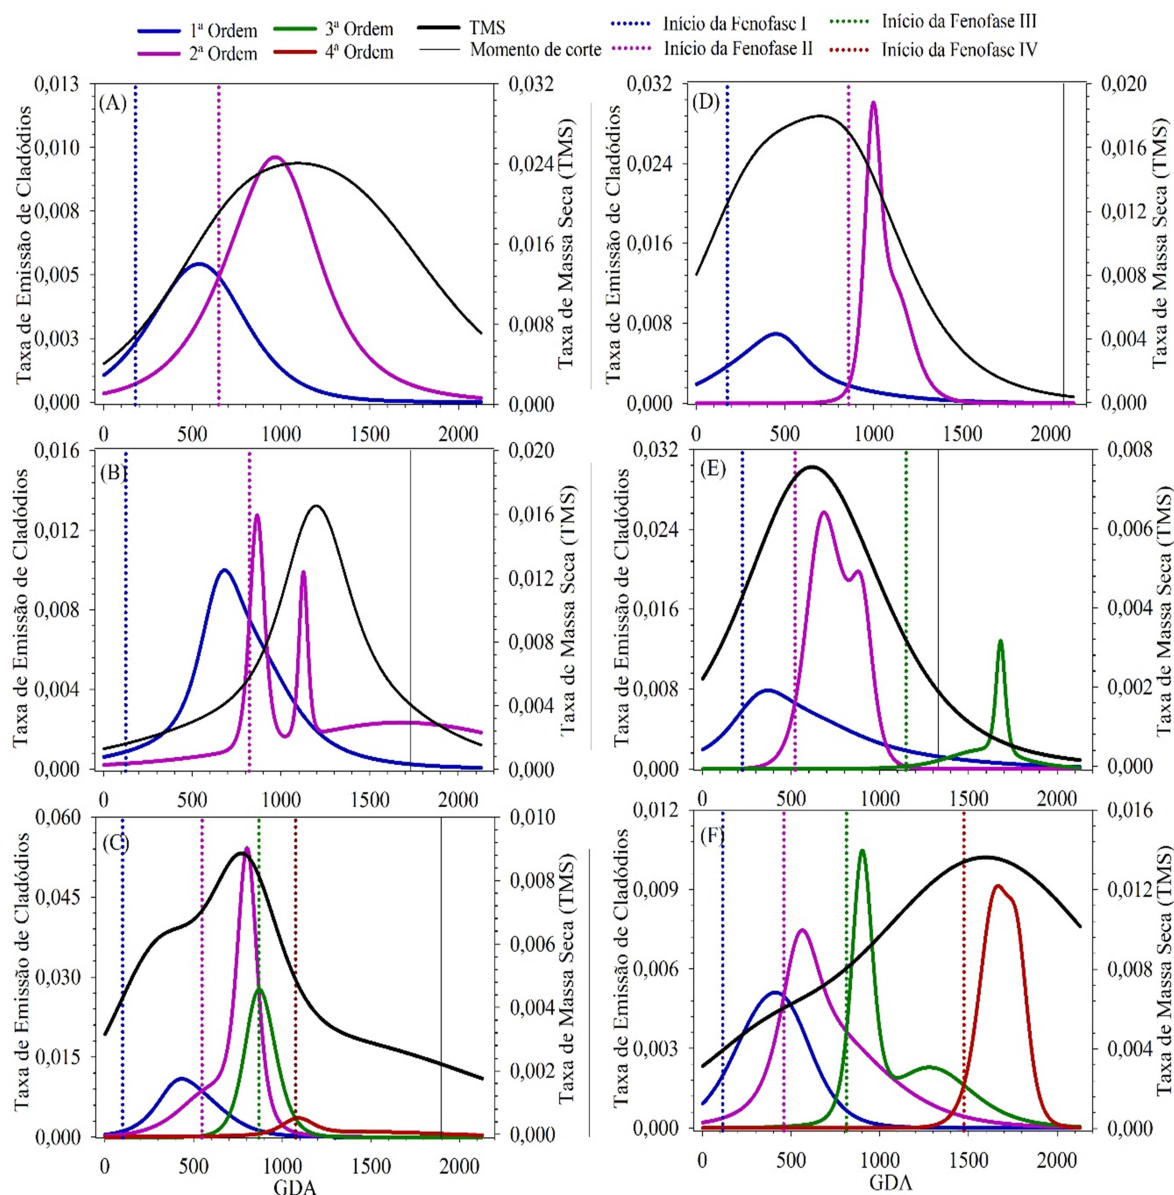 1ª Ordem 3ª Ordem TMS Início da Fenofase I Início da Fenofase III
2ª Ordem 4ª Ordem Momento de corte Início da Fenofase II Início da Fenofase IV
(A)
Taxa de Emissão de Cladódios
0,013
0,010
0,008
0,005
0,003
0,000
0,032
0,024
0,016
0,008
0,000
Taxa de Massa Seca (TMS)
0 500 1000 1500 2000
(D)
Taxa de Emissão de Cladódios
0,032
0,024
0,016
0,008
0,000
0,020
0,016
0,012
0,008
0,004
0,000
Taxa de Massa Seca (TMS)
0 500 1000 1500 2000
(B)
Taxa de Emissão de Cladódios
0,016
0,012
0,008
0,004
0,000
0,020
0,016
0,012
0,008
0,004
0,000
Taxa de Massa Seca (TMS)
0 500 1000 1500 2000
(E)
Taxa de Emissão de Cladódios
0,032
0,024
0,016
0,008
0,000
0,008
0,006
0,004
0,002
0,000
Taxa de Massa Seca (TMS)
0 500 1000 1500 2000
(C)
Taxa de Emissão de Cladódios
0,060
0,045
0,030
0,015
0,000
0,010
0,008
0,006
0,004
0,002
0,000
Taxa de Massa Seca (TMS)
0 500 1000 1500 2000
GDA
(F)
Taxa de Emissão de Cladódios
0,012
0,009
0,006
0,003
0,000
0,016
0,012
0,008
0,004
0,000
Taxa de Massa Seca (TMS)
0 500 1000 1500 2000
GDA